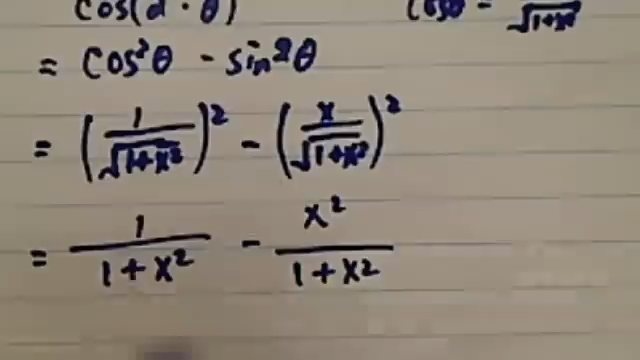 cos(2·θ) cosθ = 1/√(1+x²)
= cos²θ - sin²θ
= (1/√(1+x²))² - (x/√(1+x²))²
= 1/(1+x²) - x²/(1+x²)